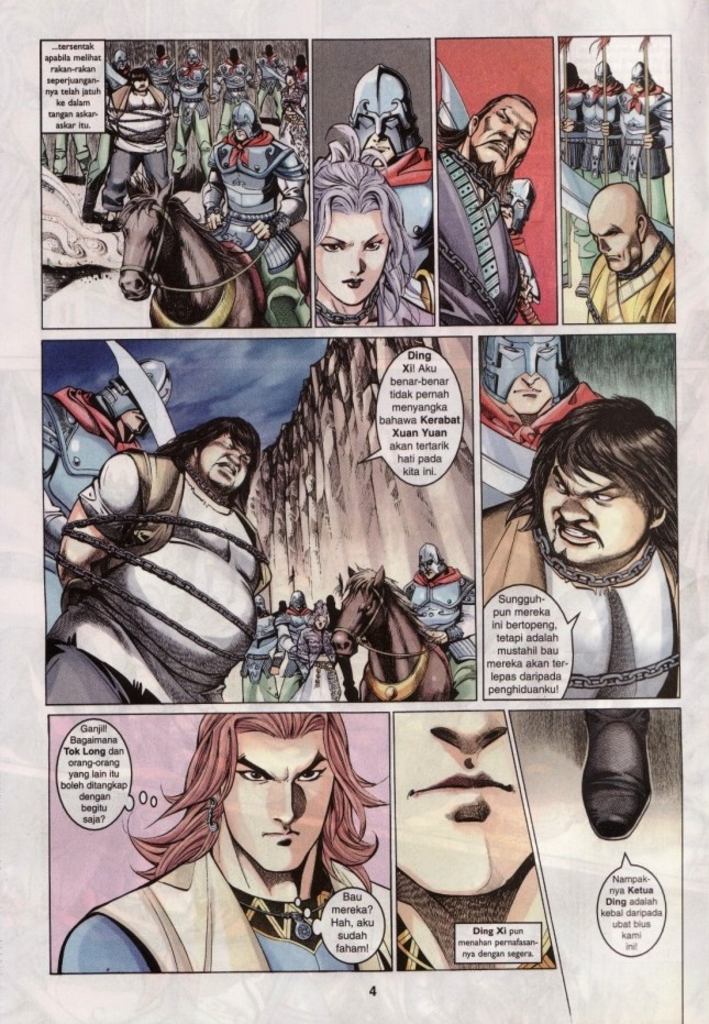 ...tersentak
apabila melihat
rakan-rakan
seperjuangan-
nya telah jatuh
ke dalam
tangan askar-
askar itu.
Ding
Xi! Aku
benar-benar
tidak pernah
menyangka
bahawa Kerabat
Xuan Yuan
akan tertarik
hati pada
kita ini.
Sungguh-
pun mereka
ini bertopeng,
tetapi adalah
mustahil bau
mereka akan ter-
lepas daripada
penghiduanku!
Ganjil!
Bagaimana
Tok Long dan
orang-orang
yang lain itu
boleh ditangkap
dengan
begitu
saja?
Bau
mereka?
Hah, aku
sudah
faham!
Ding Xi pun
menahan pernafasan-
nya dengan segera.
Nampak-
nya Ketua
Ding adalah
kebal daripada
ubat bius
kami
ini!
4